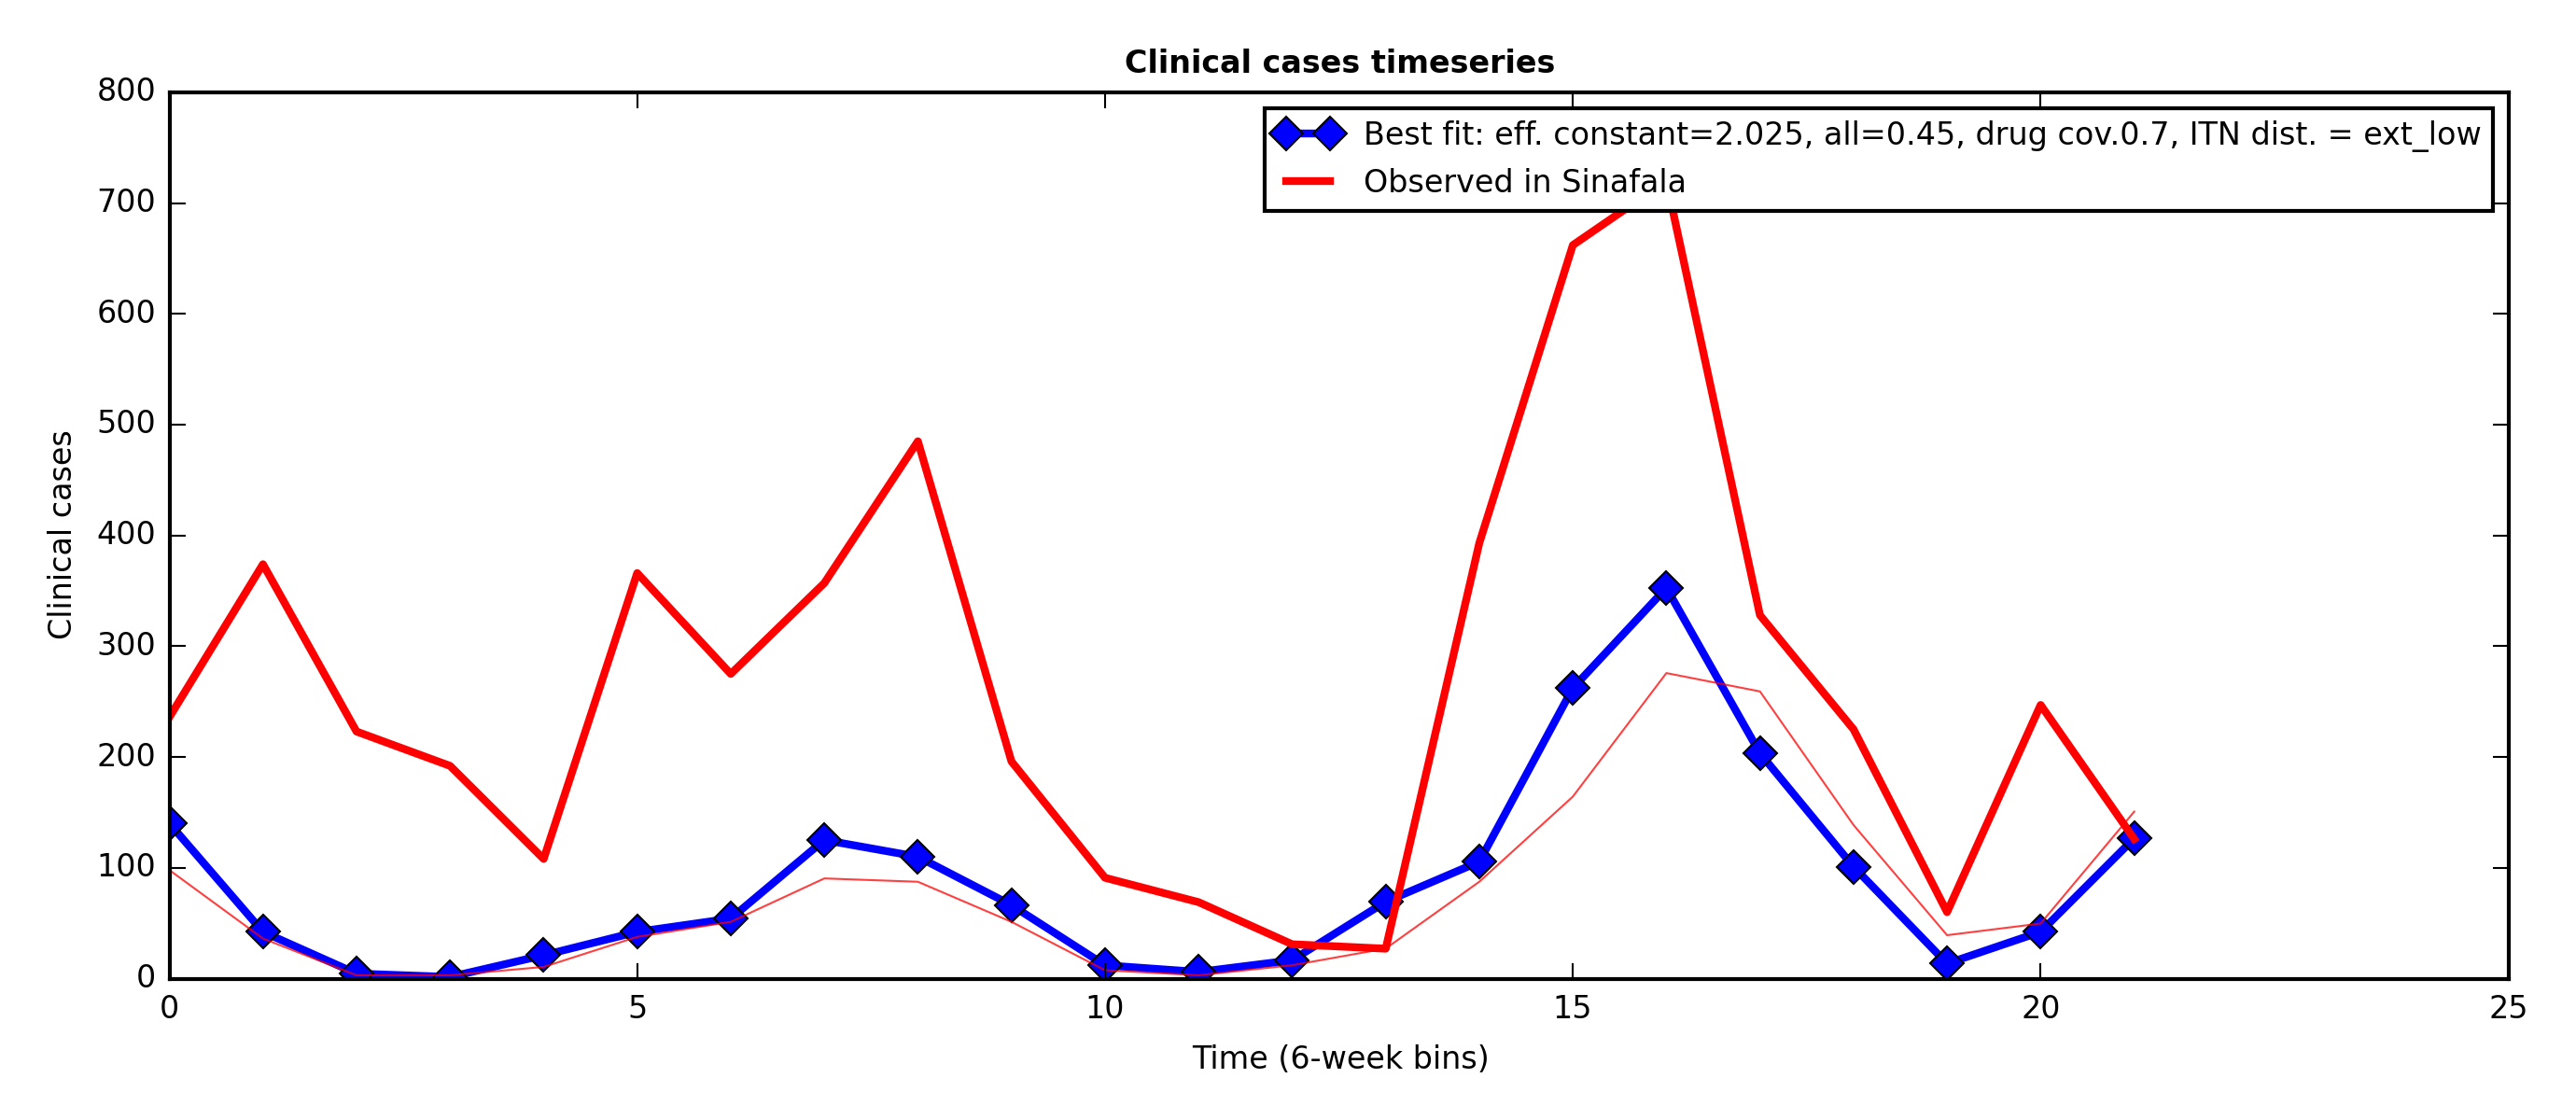 Clinical cases timeseries
Best fit: eff. constant=2.025, all=0.45, drug cov.0.7, ITN dist. = ext_low
Observed in Sinafala
Clinical cases
800
700
600
500
400
300
200
100
0
0 5 10 15 20 25
Time (6-week bins)